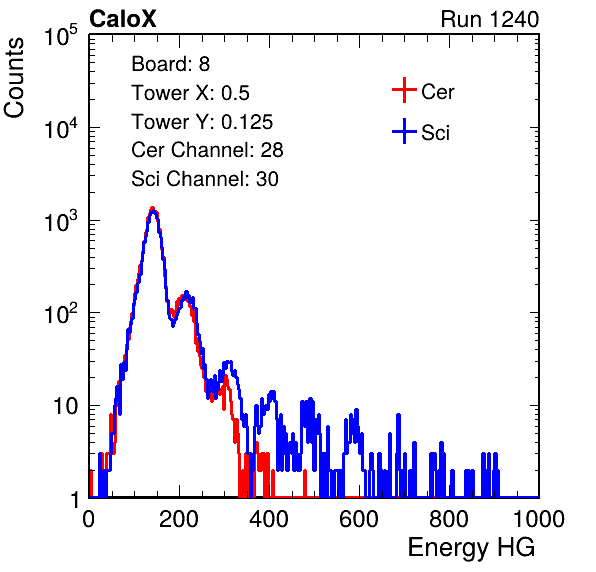 CaloX Run 1240
Counts
10^5
10^4
10^3
10^2
10
1
Board: 8
Tower X: 0.5
Tower Y: 0.125
Cer Channel: 28
Sci Channel: 30
Cer
Sci
0 200 400 600 800 1000
Energy HG